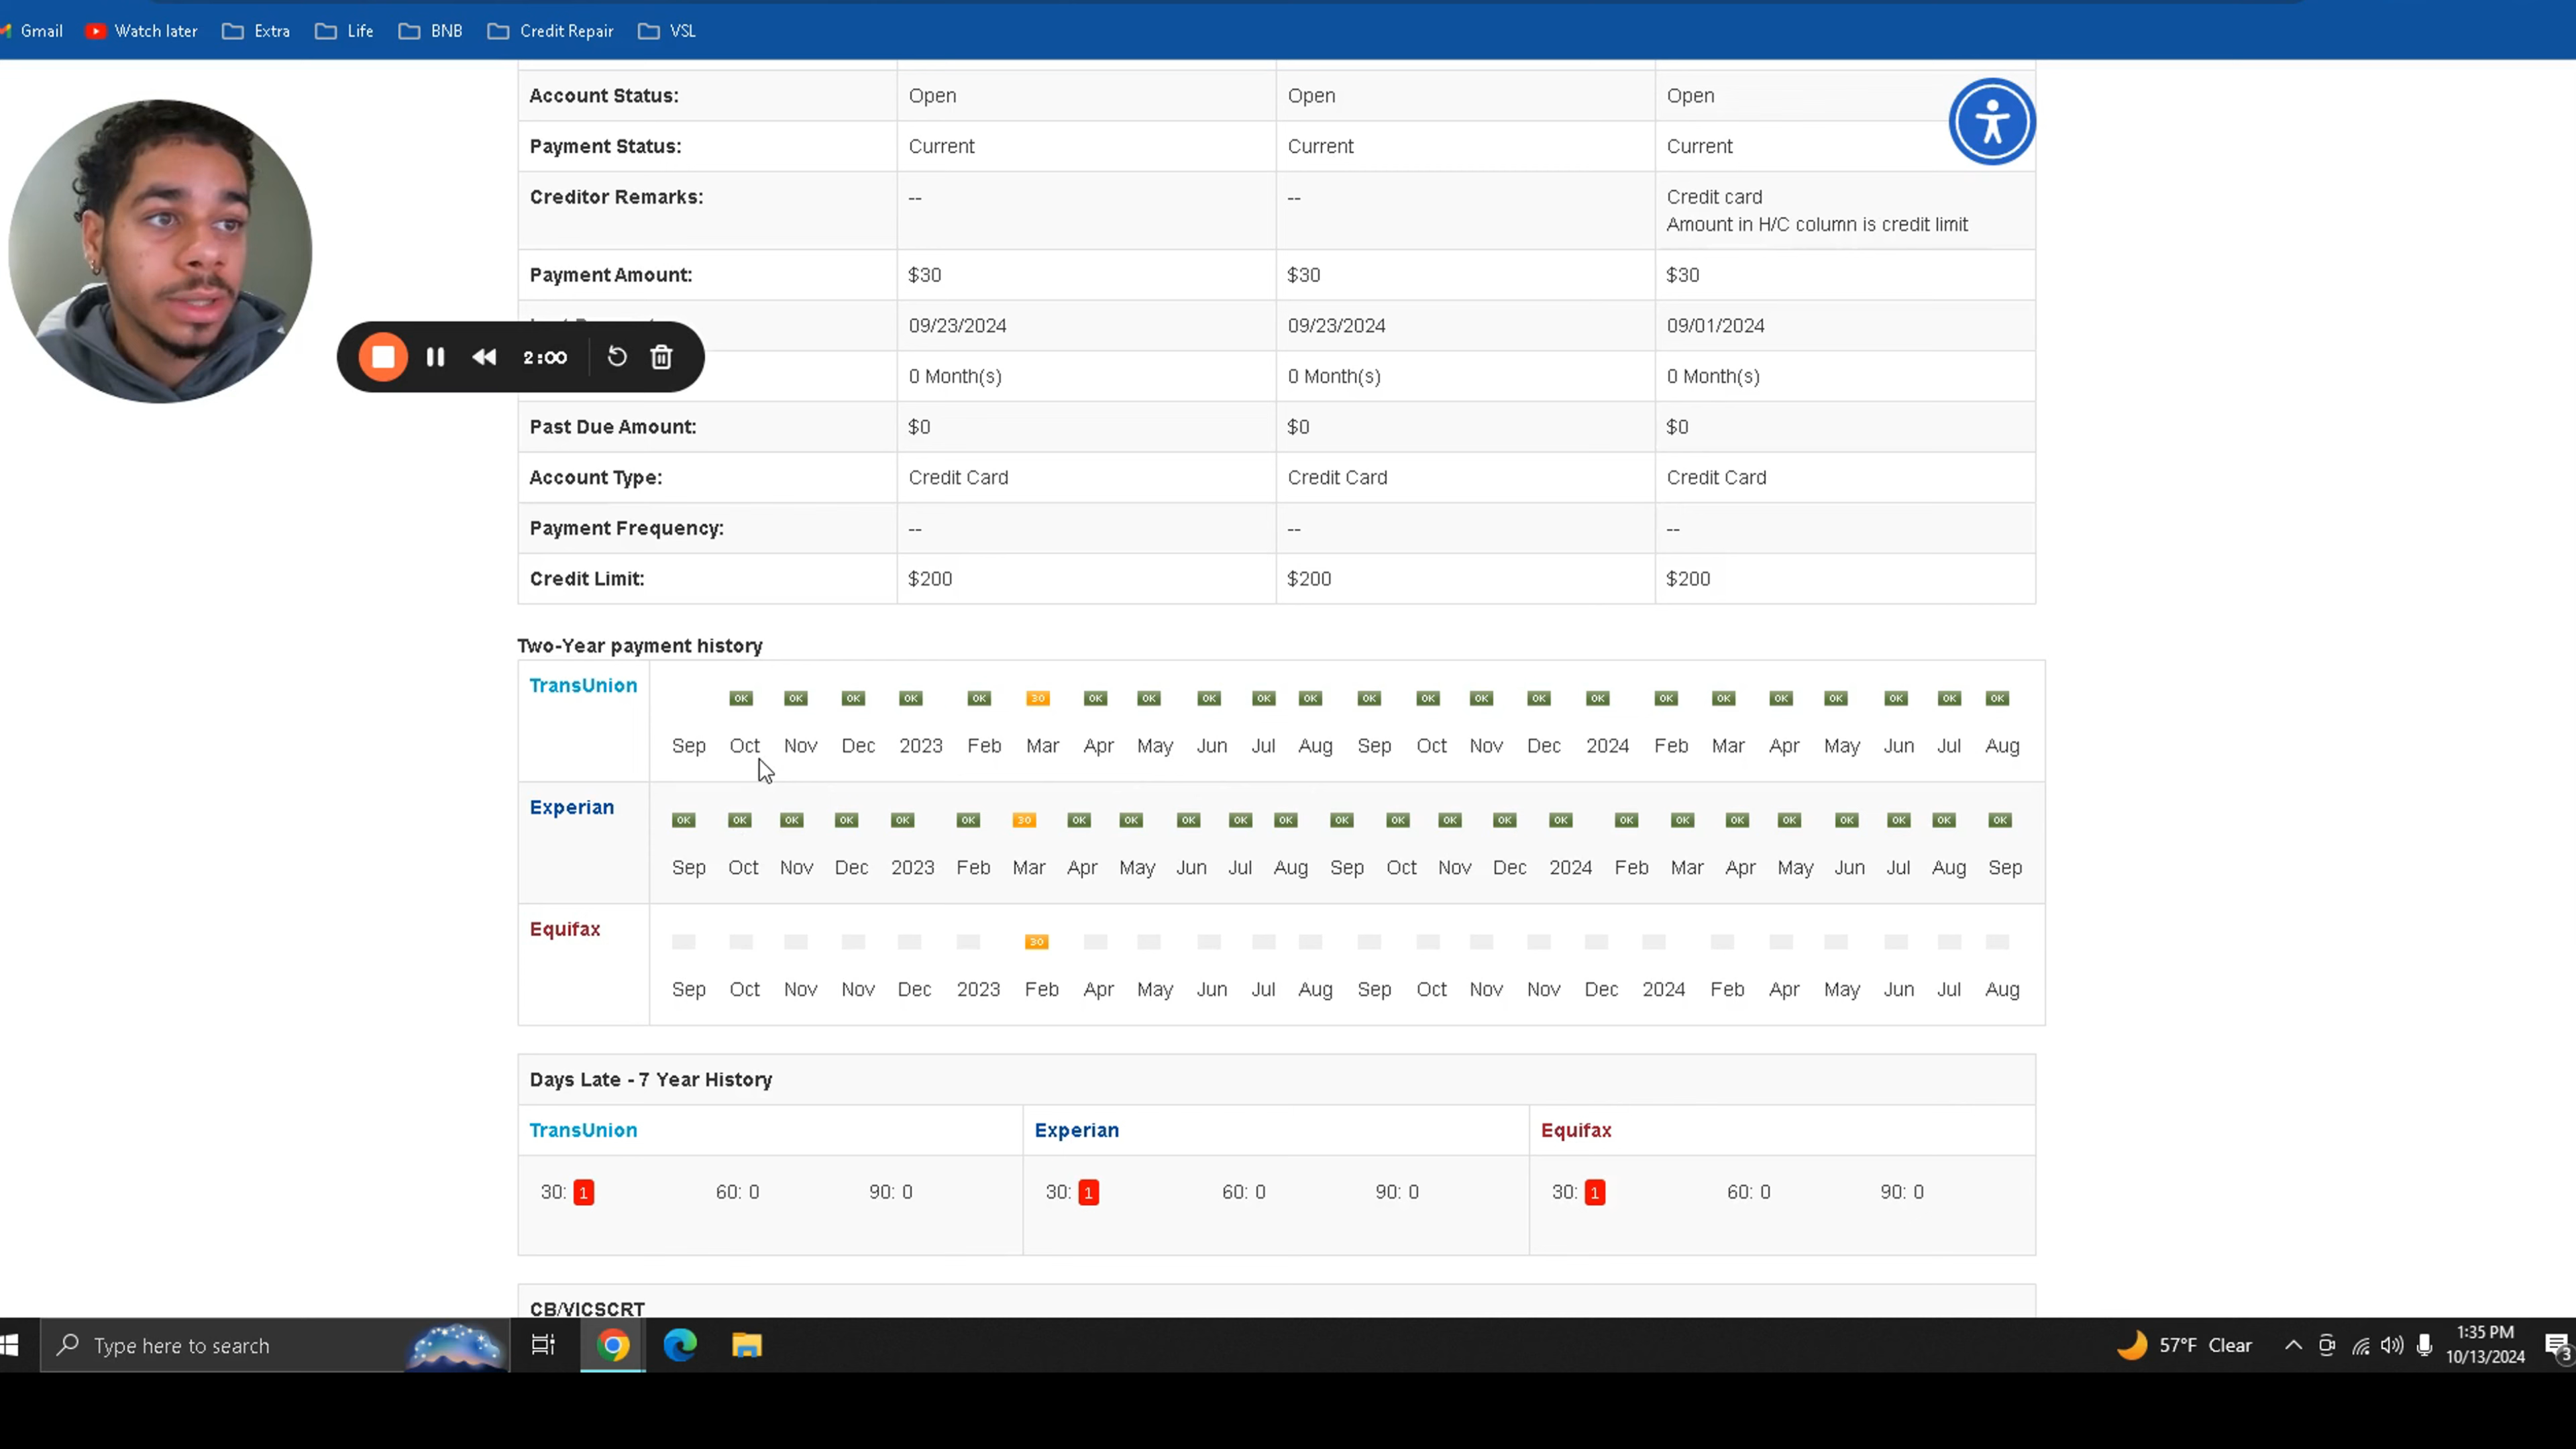 Gmail Watch later Extra Life BNB Credit Repair VSL
Account Status: Open Open Open
Payment Status: Current Current Current
Creditor Remarks: -- -- Credit card
Amount in H/C column is credit limit
Payment Amount: $30 $30 $30
09/23/2024 09/23/2024 09/01/2024
2:00
0 Month(s) 0 Month(s) 0 Month(s)
Past Due Amount: $0 $0 $0
Account Type: Credit Card Credit Card Credit Card
Payment Frequency: -- -- --
Credit Limit: $200 $200 $200
Two-Year payment history
TransUnion OK OK OK OK OK 30 OK OK OK OK OK OK OK OK OK OK OK OK OK OK OK OK OK
Sep Oct Nov Dec 2023 Feb Mar Apr May Jun Jul Aug Sep Oct Nov Dec 2024 Feb Mar Apr May Jun Jul Aug
Experian OK OK OK OK OK OK 30 OK OK OK OK OK OK OK OK OK OK OK OK OK OK OK OK OK OK
Sep Oct Nov Dec 2023 Feb Mar Apr May Jun Jul Aug Sep Oct Nov Dec 2024 Feb Mar Apr May Jun Jul Aug Sep
Equifax 30
Sep Oct Nov Nov Dec 2023 Feb Apr May Jun Jul Aug Sep Oct Nov Nov Dec 2024 Feb Apr May Jun Jul Aug
Days Late - 7 Year History
TransUnion Experian Equifax
30: 1 60: 0 90: 0 30: 1 60: 0 90: 0 30: 1 60: 0 90: 0
CB/VICSCRT
Type here to search 57°F Clear 1:35 PM
10/13/2024 3